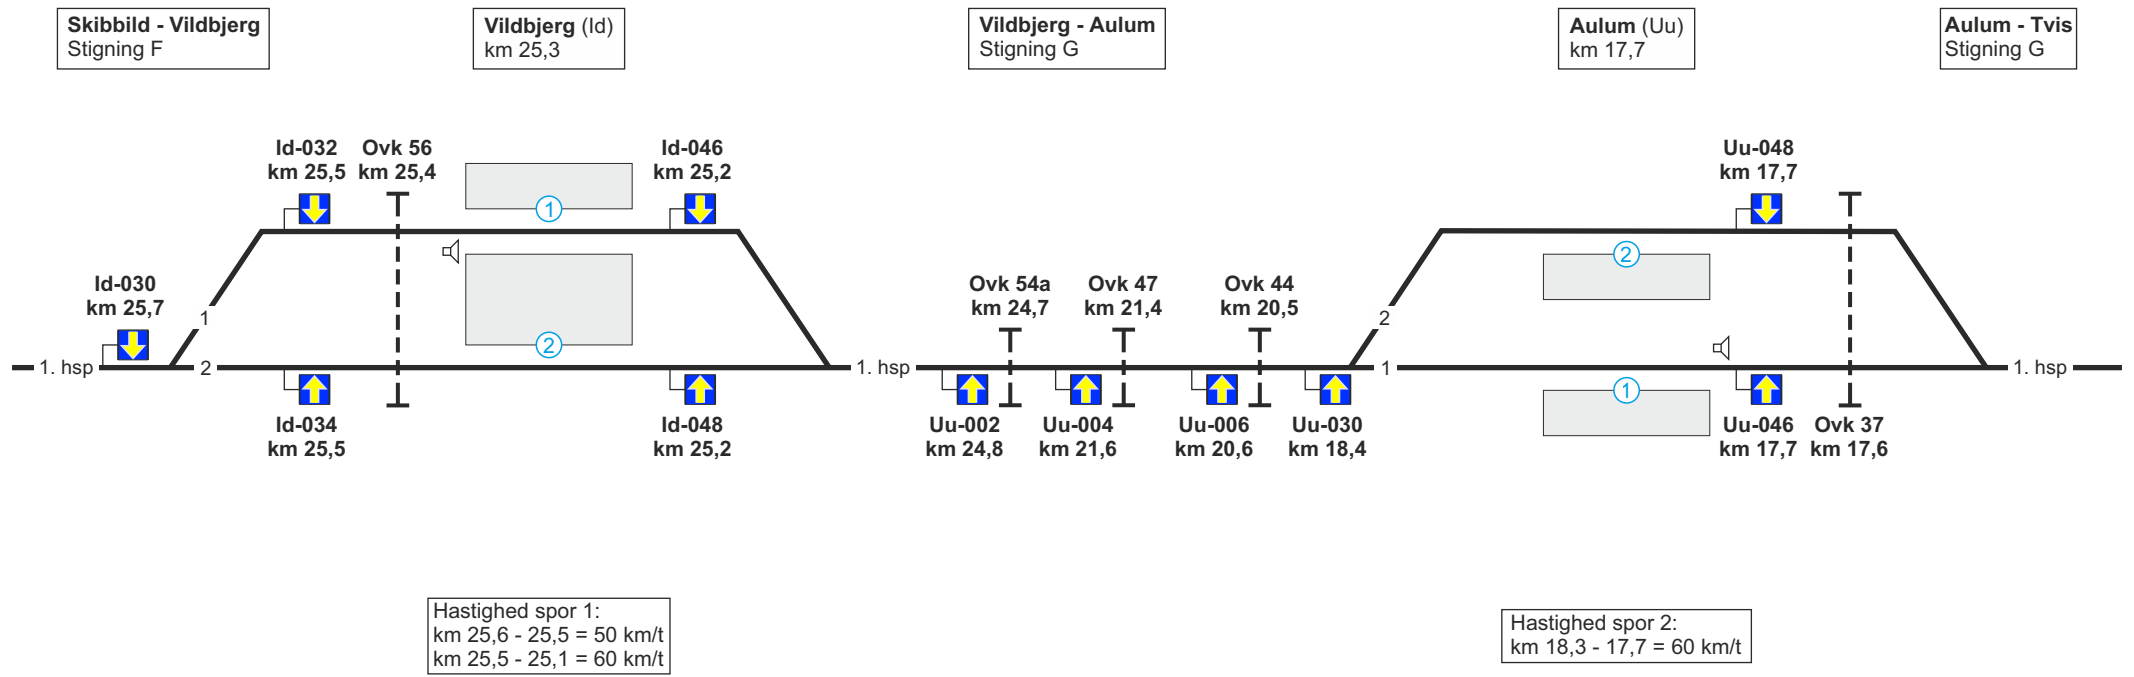 Skibbild - Vildbjerg
Stigning F
Vildbjerg (Id)
km 25,3
Vildbjerg - Aulum
Stigning G
Aulum (Uu)
km 17,7
Aulum - Tvis
Stigning G
Id-032
km 25,5
Ovk 56
km 25,4
Id-046
km 25,2
Uu-048
km 17,7
1
2
Id-030
km 25,7
1
Ovk 54a
km 24,7
Ovk 47
km 21,4
Ovk 44
km 20,5
2
2
1. hsp
2
1. hsp
1
1. hsp
1
Id-034
km 25,5
Id-048
km 25,2
Uu-002
km 24,8
Uu-004
km 21,6
Uu-006
km 20,6
Uu-030
km 18,4
Uu-046
km 17,7
Ovk 37
km 17,6
Hastighed spor 1:
km 25,6 - 25,5 = 50 km/t
km 25,5 - 25,1 = 60 km/t
Hastighed spor 2:
km 18,3 - 17,7 = 60 km/t